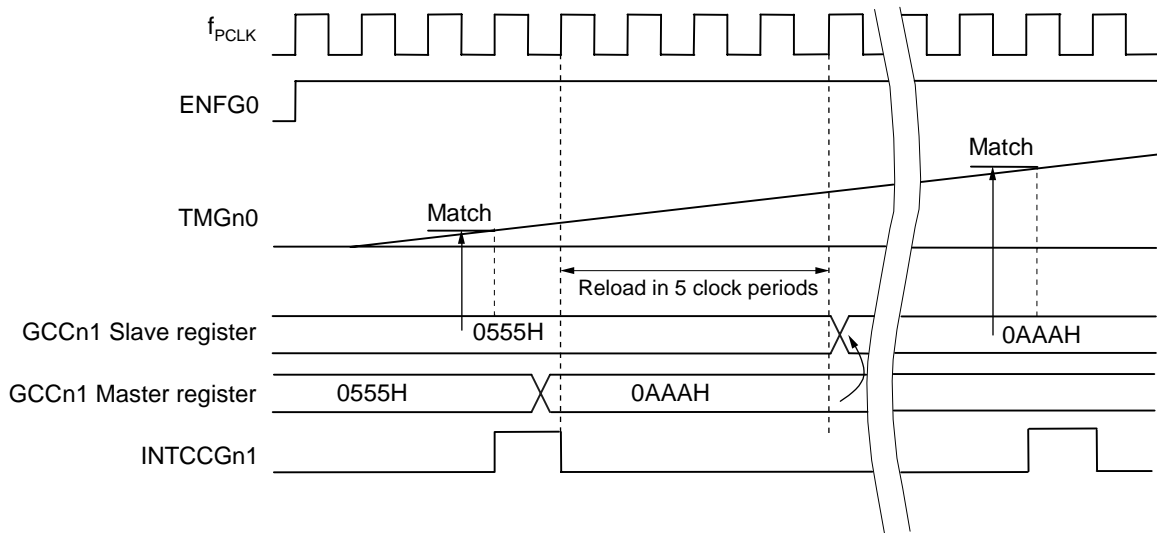 fPCLK
ENFG0
Match
TMGn0
Match
Reload in 5 clock periods
GCCn1 Slave register
0555H
0AAAH
GCCn1 Master register
0555H
0AAAH
INTCCGn1